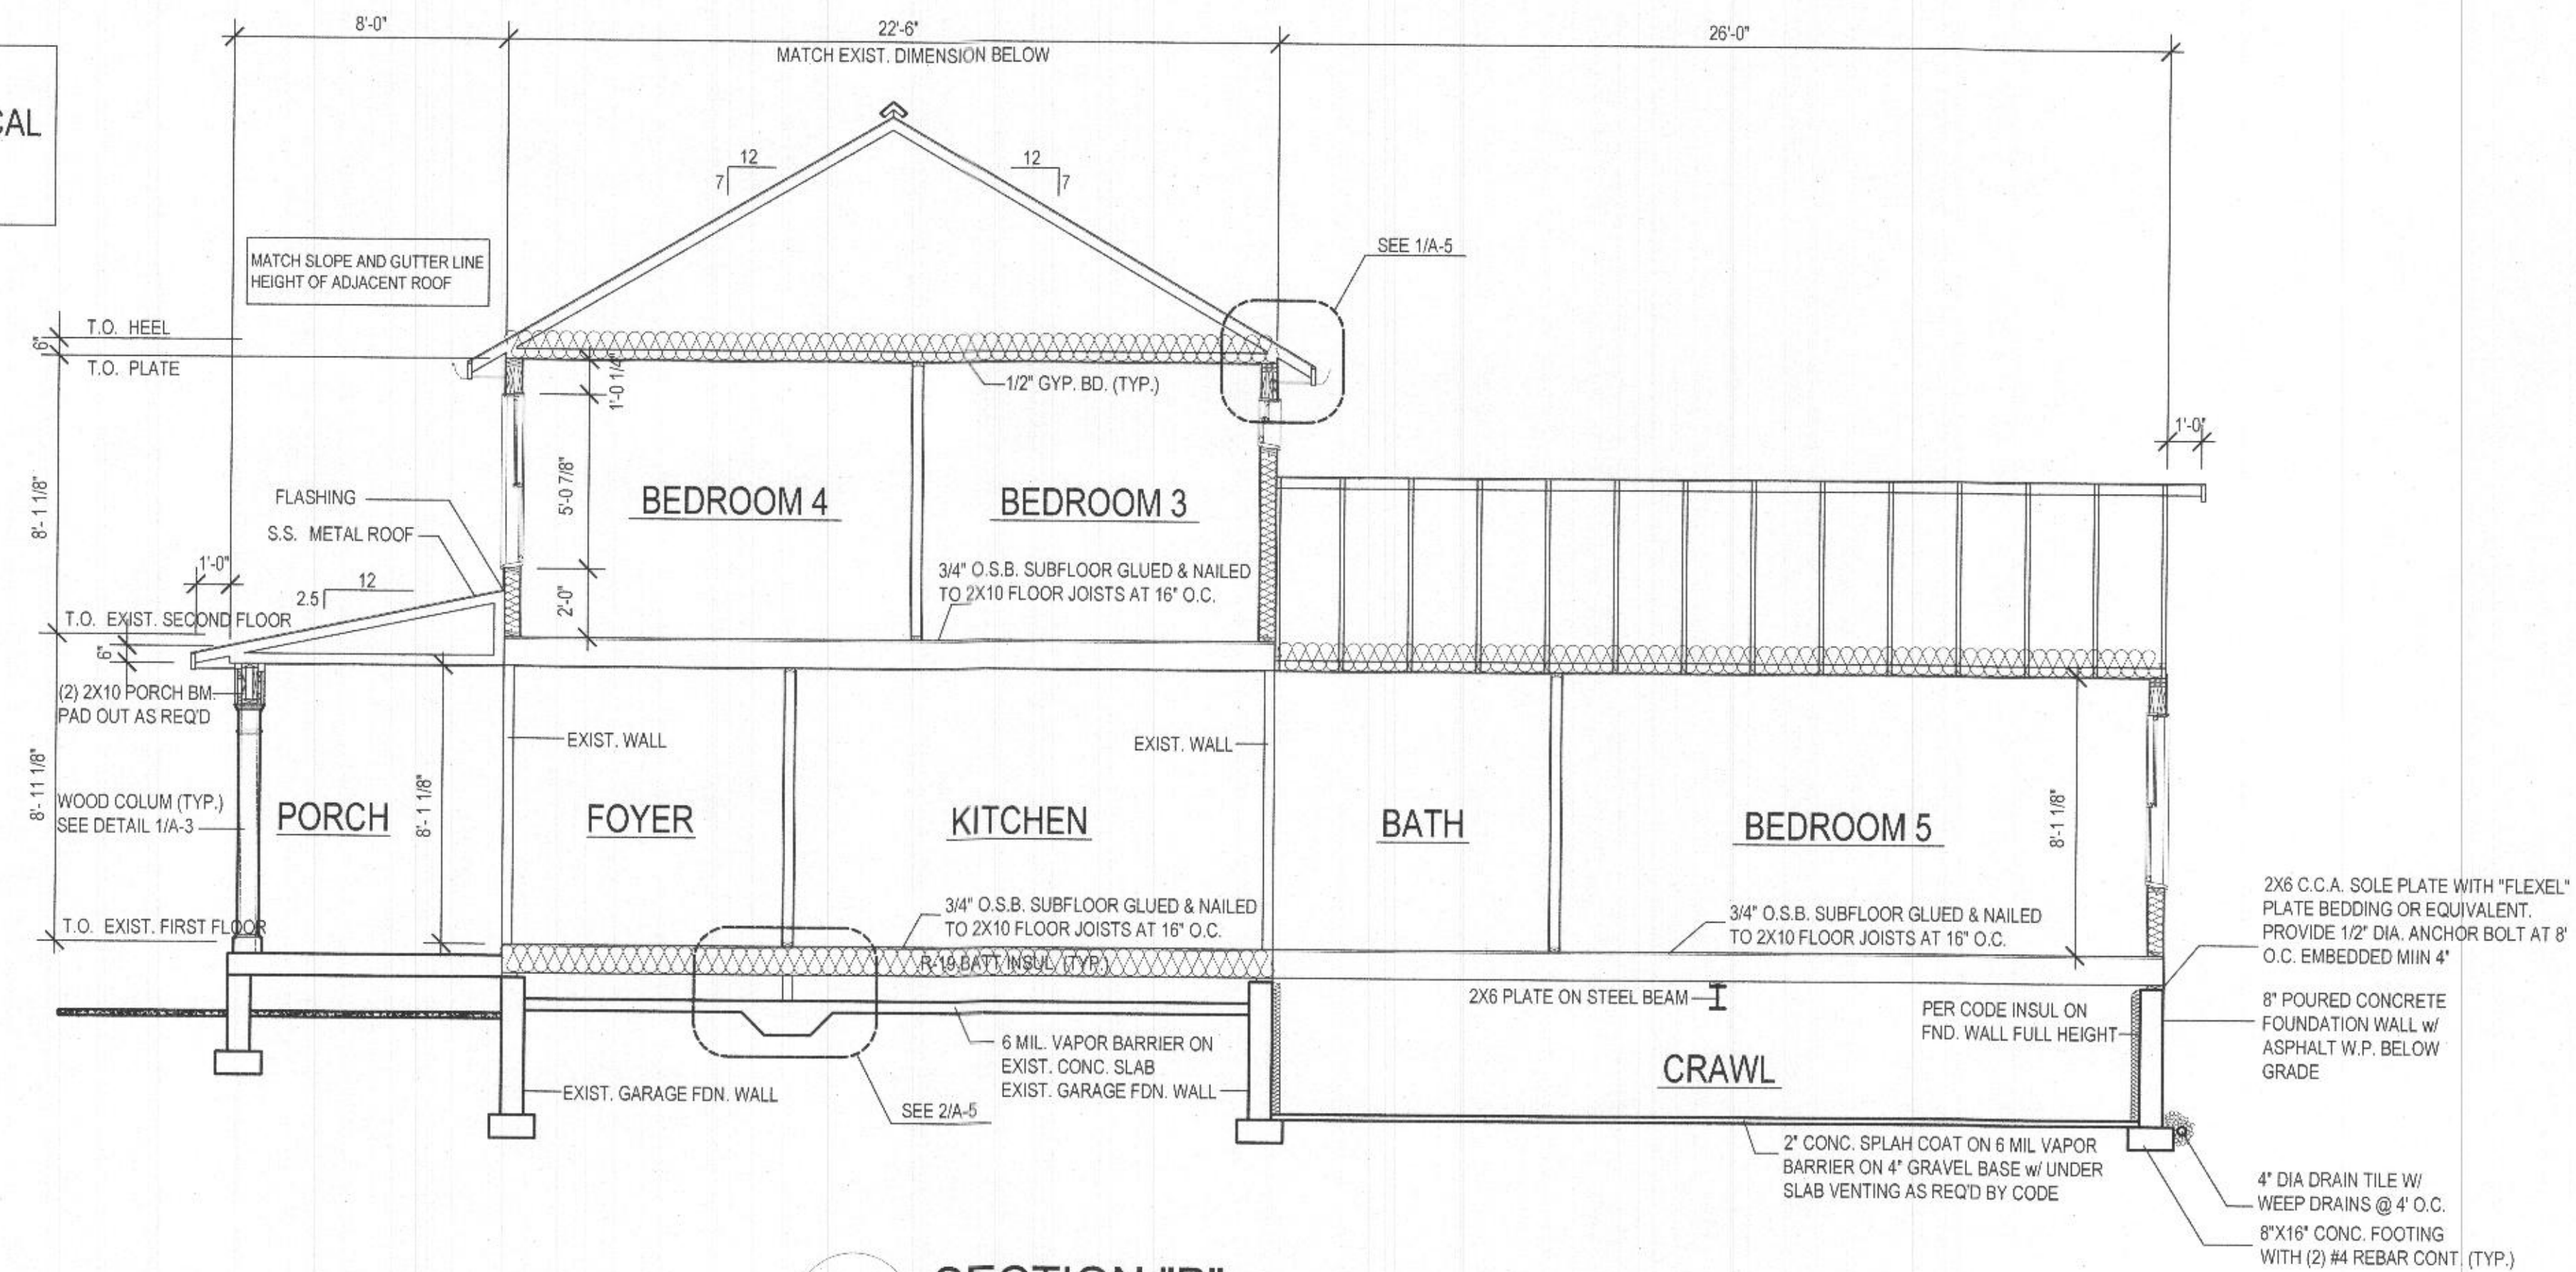 8'-0"
22'-6"
MATCH EXIST. DIMENSION BELOW
26'-0"
CAL
12
7
12
7
MATCH SLOPE AND GUTTER LINE
HEIGHT OF ADJACENT ROOF
SEE 1/A-5
T.O. HEEL
6"
T.O. PLATE
1'-0 1/4"
1/2" GYP. BD. (TYP.)
1'-0"
8'- 1 1/8"
FLASHING
S.S. METAL ROOF
5'-0 7/8"
BEDROOM 4
BEDROOM 3
1'-0"
12
2.5
2'-0"
3/4" O.S.B. SUBFLOOR GLUED & NAILED
TO 2X10 FLOOR JOISTS AT 16" O.C.
T.O. EXIST. SECOND FLOOR
6"
(2) 2X10 PORCH BM.
PAD OUT AS REQ'D
EXIST. WALL
EXIST. WALL
8'- 11 1/8"
WOOD COLUM (TYP.)
SEE DETAIL 1/A-3
PORCH
8'- 1 1/8"
FOYER
KITCHEN
BATH
BEDROOM 5
8'-1 1/8"
T.O. EXIST. FIRST FLOOR
3/4" O.S.B. SUBFLOOR GLUED & NAILED
TO 2X10 FLOOR JOISTS AT 16" O.C.
3/4" O.S.B. SUBFLOOR GLUED & NAILED
TO 2X10 FLOOR JOISTS AT 16" O.C.
2X6 C.C.A. SOLE PLATE WITH "FLEXEL"
PLATE BEDDING OR EQUIVALENT.
PROVIDE 1/2" DIA. ANCHOR BOLT AT 8'
O.C. EMBEDDED MIIN 4"
R-19 BATT INSUL (TYP.)
2X6 PLATE ON STEEL BEAM
PER CODE INSUL ON
FND. WALL FULL HEIGHT
8" POURED CONCRETE
FOUNDATION WALL w/
ASPHALT W.P. BELOW
GRADE
6 MIL. VAPOR BARRIER ON
EXIST. CONC. SLAB
EXIST. GARAGE FDN. WALL
EXIST. GARAGE FDN. WALL
SEE 2/A-5
CRAWL
2" CONC. SPLAH COAT ON 6 MIL VAPOR
BARRIER ON 4" GRAVEL BASE w/ UNDER
SLAB VENTING AS REQ'D BY CODE
4" DIA DRAIN TILE W/
WEEP DRAINS @ 4' O.C.
8"X16" CONC. FOOTING
WITH (2) #4 REBAR CONT. (TYP.)